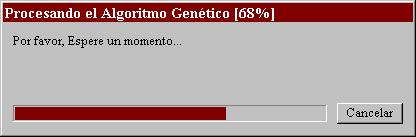 Procesando el Algoritmo Genético [68%]
Por favor, Espere un momento...
Cancelar